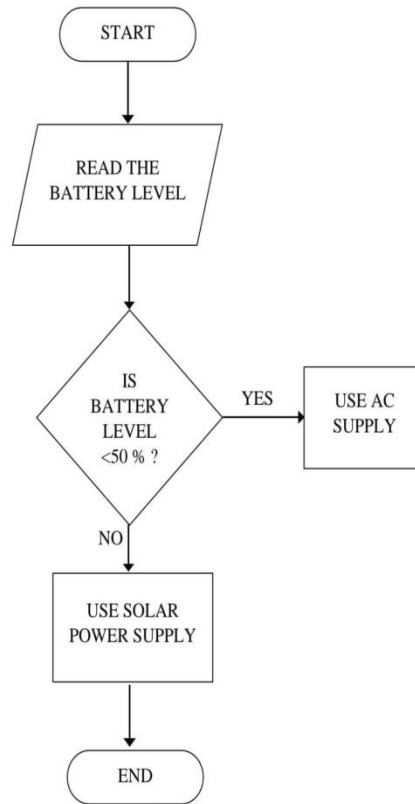 START
READ THE
BATTERY LEVEL
IS
BATTERY
LEVEL
<50 % ?
YES
USE AC
SUPPLY
NO
USE SOLAR
POWER SUPPLY
END